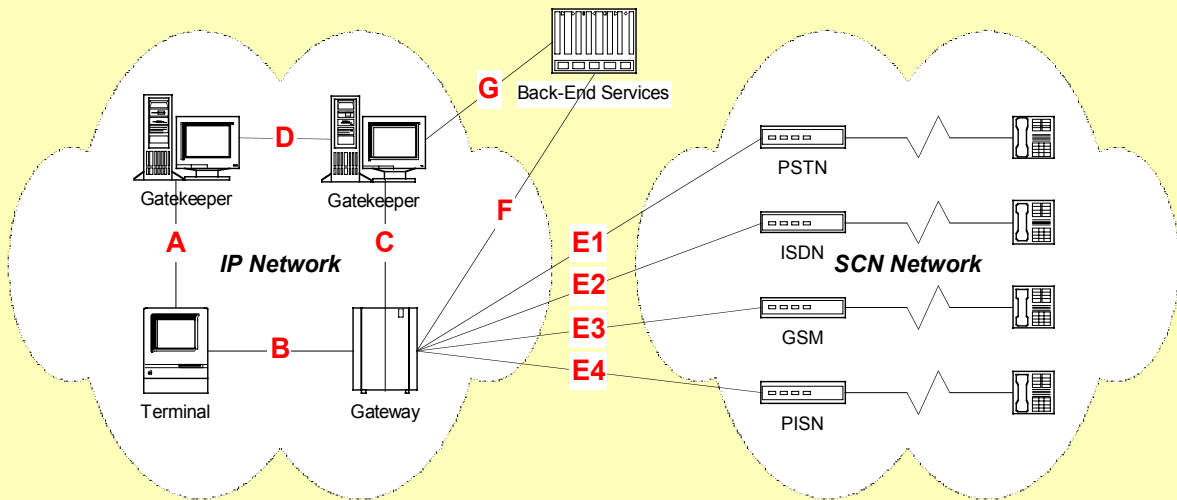 G
Back-End Services
D
PSTN
Gatekeeper
Gatekeeper
F
A
C
E1
IP Network
ISDN
SCN Network
E2
E3
GSM
B
E4
Terminal
Gateway
PISN